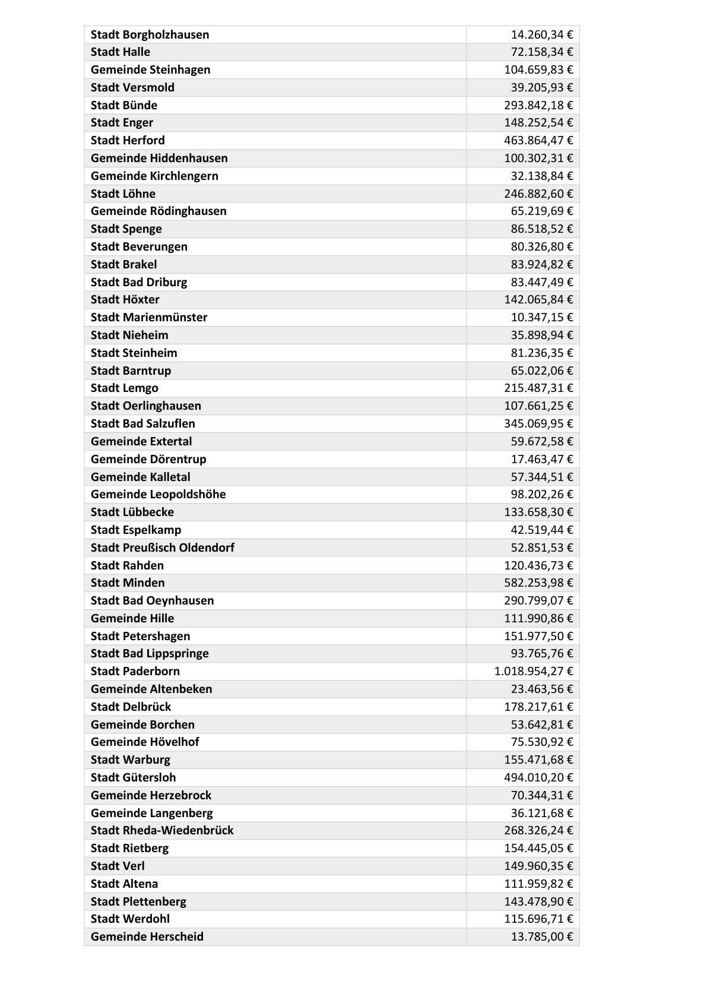 Stadt Borgholzhausen 14.260,34 €
Stadt Halle 72.158,34 €
Gemeinde Steinhagen 104.659,83 €
Stadt Versmold 39.205,93 €
Stadt Bünde 293.842,18 €
Stadt Enger 148.252,54 €
Stadt Herford 463.864,47 €
Gemeinde Hiddenhausen 100.302,31 €
Gemeinde Kirchlengern 32.138,84 €
Stadt Löhne 246.882,60 €
Gemeinde Rödinghausen 65.219,69 €
Stadt Spenge 86.518,52 €
Stadt Beverungen 80.326,80 €
Stadt Brakel 83.924,82 €
Stadt Bad Driburg 83.447,49 €
Stadt Höxter 142.065,84 €
Stadt Marienmünster 10.347,15 €
Stadt Nieheim 35.898,94 €
Stadt Steinheim 81.236,35 €
Stadt Barntrup 65.022,06 €
Stadt Lemgo 215.487,31 €
Stadt Oerlinghausen 107.661,25 €
Stadt Bad Salzuflen 345.069,95 €
Gemeinde Extertal 59.672,58 €
Gemeinde Dörentrup 17.463,47 €
Gemeinde Kalletal 57.344,51 €
Gemeinde Leopoldshöhe 98.202,26 €
Stadt Lübbecke 133.658,30 €
Stadt Espelkamp 42.519,44 €
Stadt Preußisch Oldendorf 52.851,53 €
Stadt Rahden 120.436,73 €
Stadt Minden 582.253,98 €
Stadt Bad Oeynhausen 290.799,07 €
Gemeinde Hille 111.990,86 €
Stadt Petershagen 151.977,50 €
Stadt Bad Lippspringe 93.765,76 €
Stadt Paderborn 1.018.954,27 €
Gemeinde Altenbeken 23.463,56 €
Stadt Delbrück 178.217,61 €
Gemeinde Borchen 53.642,81 €
Gemeinde Hövelhof 75.530,92 €
Stadt Warburg 155.471,68 €
Stadt Gütersloh 494.010,20 €
Gemeinde Herzebrock 70.344,31 €
Gemeinde Langenberg 36.121,68 €
Stadt Rheda-Wiedenbrück 268.326,24 €
Stadt Rietberg 154.445,05 €
Stadt Verl 149.960,35 €
Stadt Altena 111.959,82 €
Stadt Plettenberg 143.478,90 €
Stadt Werdohl 115.696,71 €
Gemeinde Herscheid 13.785,00 €